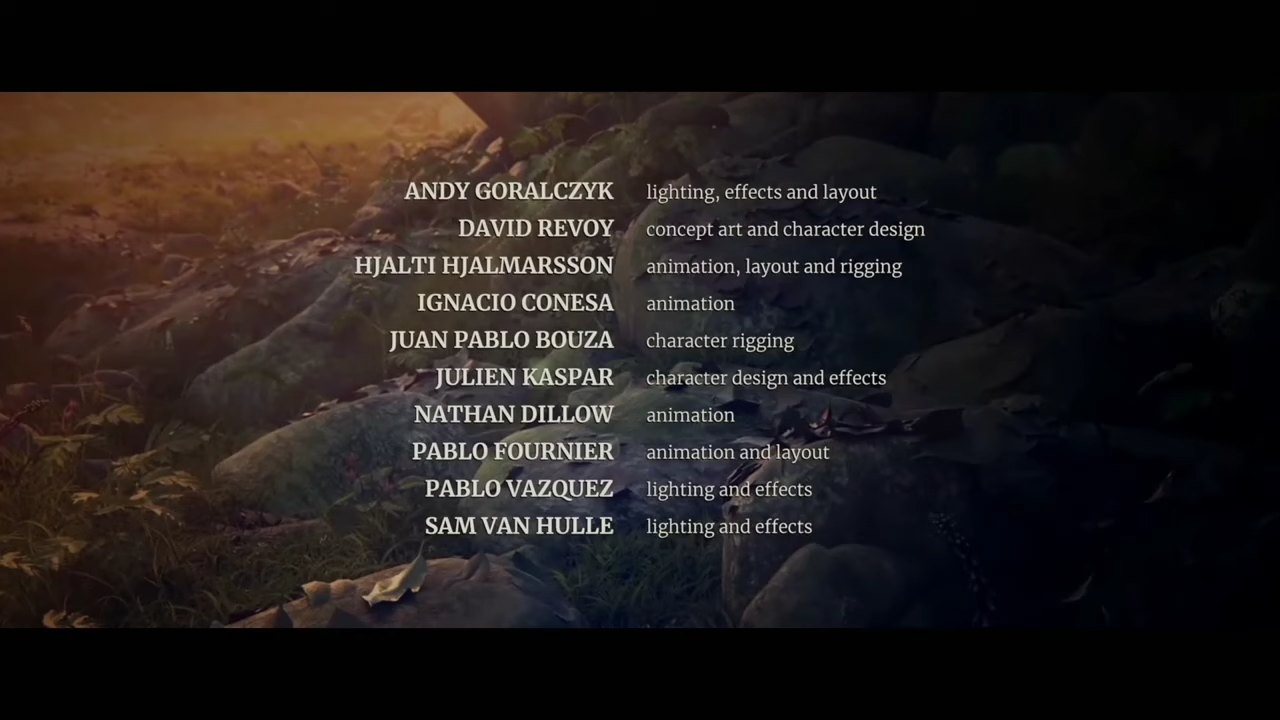 ANDY GORALCZYK lighting, effects and layout
DAVID REVOY concept art and character design
HJALTI HJALMARSSON animation, layout and rigging
IGNACIO CONESA animation
JUAN PABLO BOUZA character rigging
JULIEN KASPAR character design and effects
NATHAN DILLOW animation
PABLO FOURNIER animation and layout
PABLO VAZQUEZ lighting and effects
SAM VAN HULLE lighting and effects